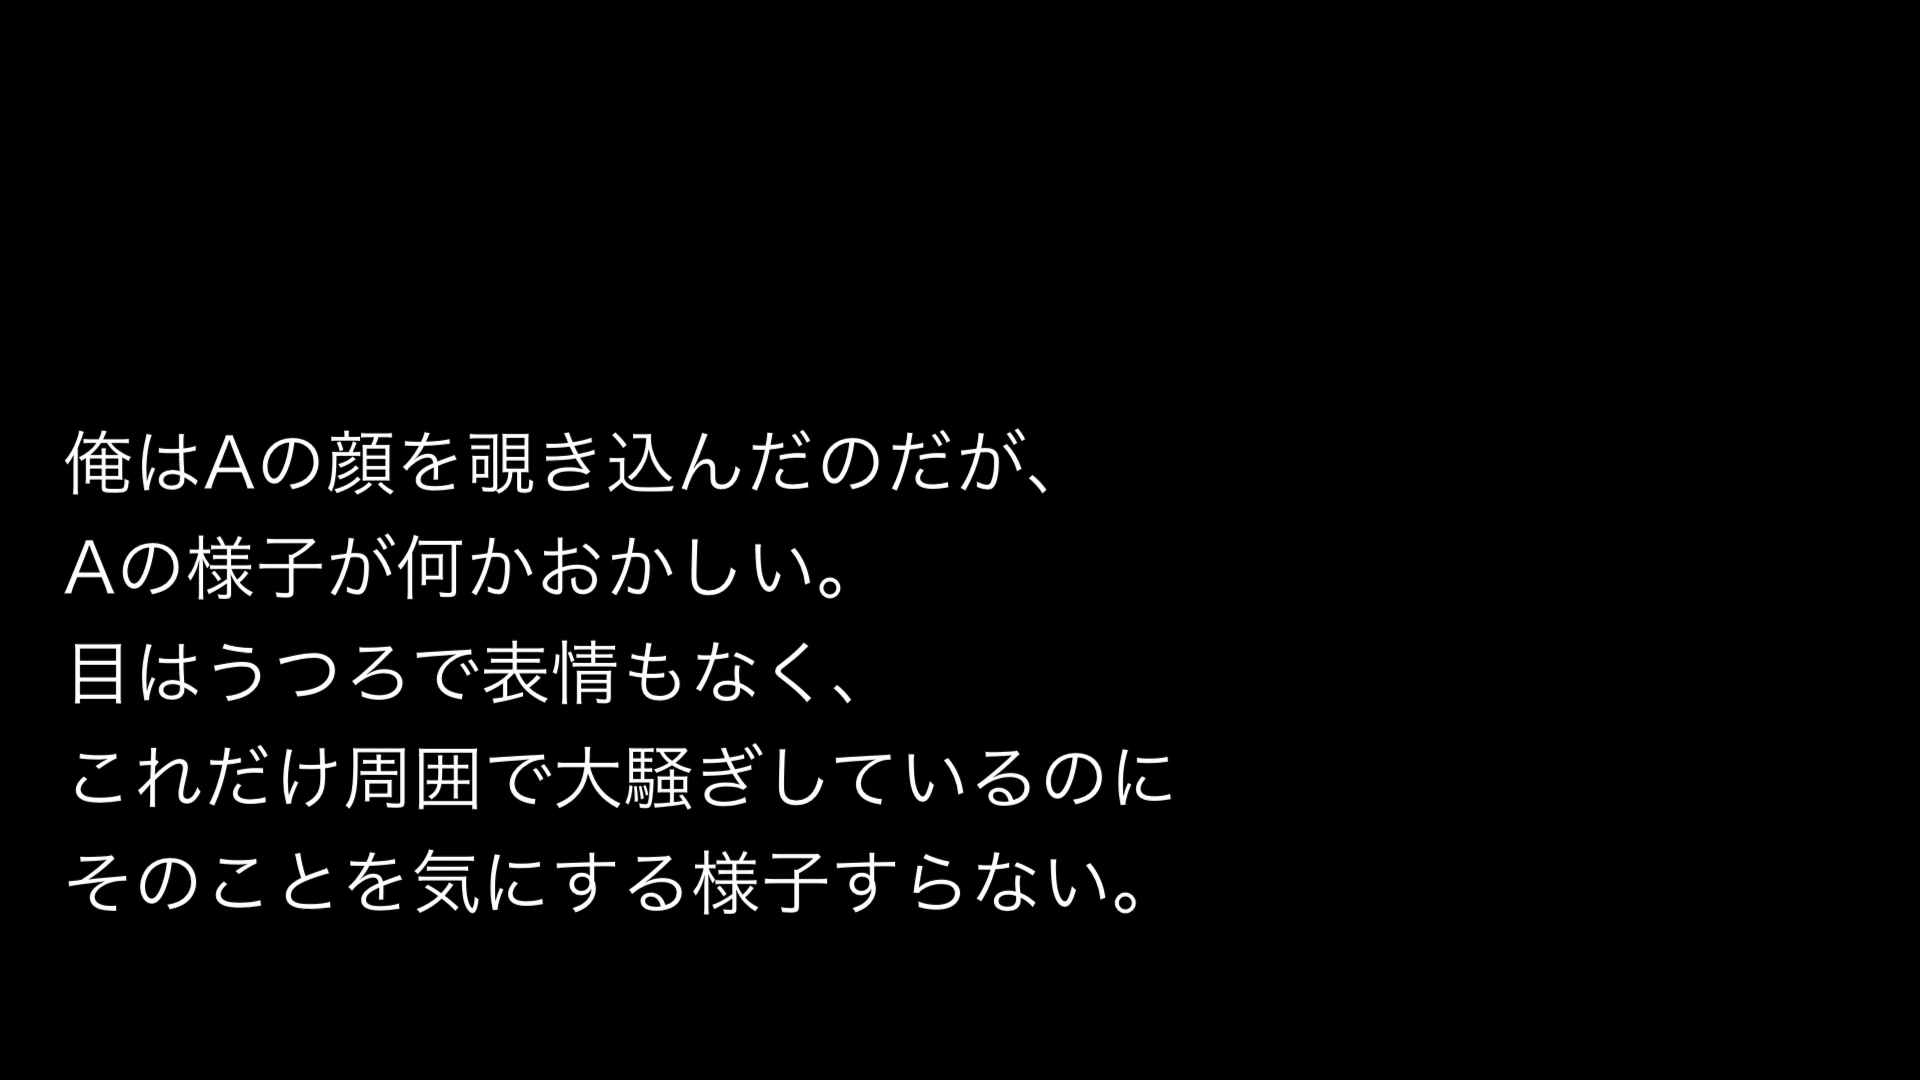 俺はAの顔を覗き込んだのだが、
Aの様子が何かおかしい。
目はうつろで表情もなく、
これだけ周囲で大騒ぎしているのに
そのことを気にする様子すらない。